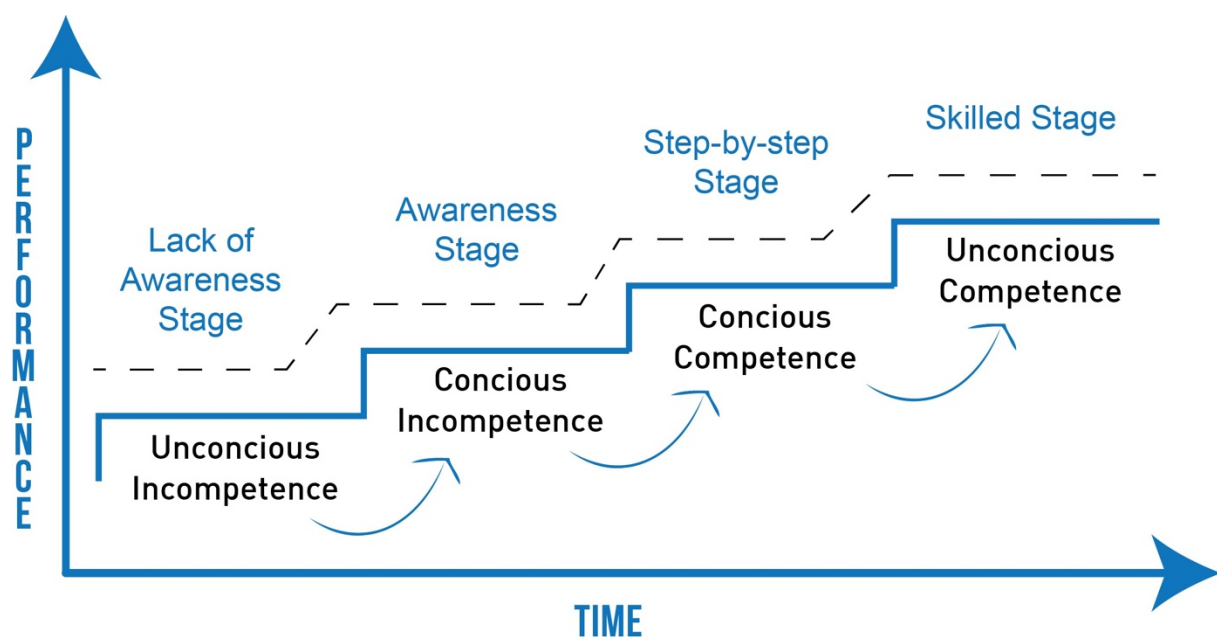 PERFORMANCE
Lack of
Awareness
Stage
Unconcious
Incompetence
Awareness
Stage
Concious
Incompetence
Step-by-step
Stage
Concious
Competence
Skilled Stage
Unconcious
Competence
TIME